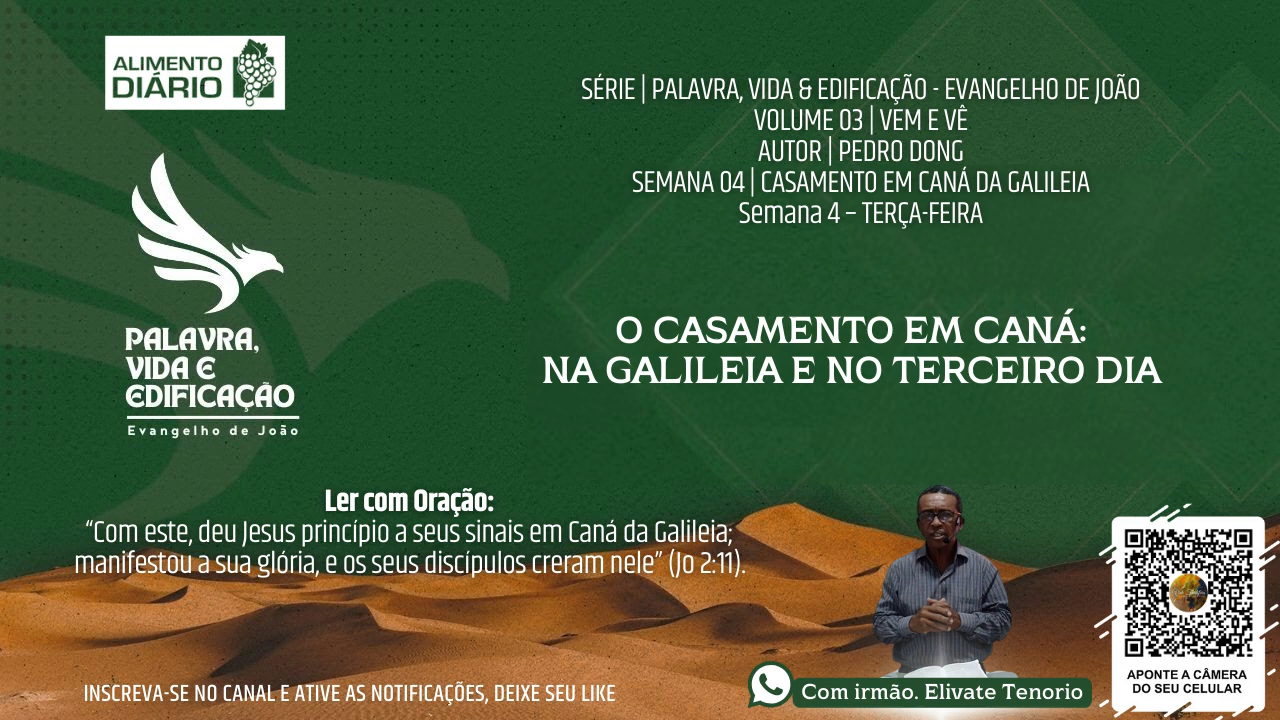 ALIMENTO
DIÁRIO
SÉRIE | PALAVRA, VIDA & EDIFICAÇÃO - EVANGELHO DE JOÃO
VOLUME 03 | VEM E VÊ
AUTOR | PEDRO DONG
SEMANA 04 | CASAMENTO EM CANÁ DA GALILEIA
Semana 4 – TERÇA-FEIRA
PALAVRA,
VIDA E
EDIFICAÇÃO
Evangelho de João
O CASAMENTO EM CANÁ:
NA GALILEIA E NO TERCEIRO DIA
Ler com Oração:
“Com este, deu Jesus princípio a seus sinais em Caná da Galileia;
manifestou a sua glória, e os seus discípulos creram nele” (Jo 2:11).
INSCREVA-SE NO CANAL E ATIVE AS NOTIFICAÇÕES, DEIXE SEU LIKE
Com irmão. Elivate Tenorio
APONTE A CÂMERA
DO SEU CELULAR